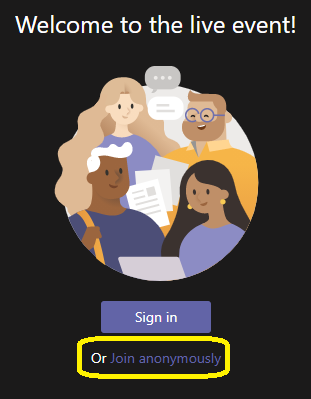 Welcome to the live event!
Sign in
Or Join anonymously